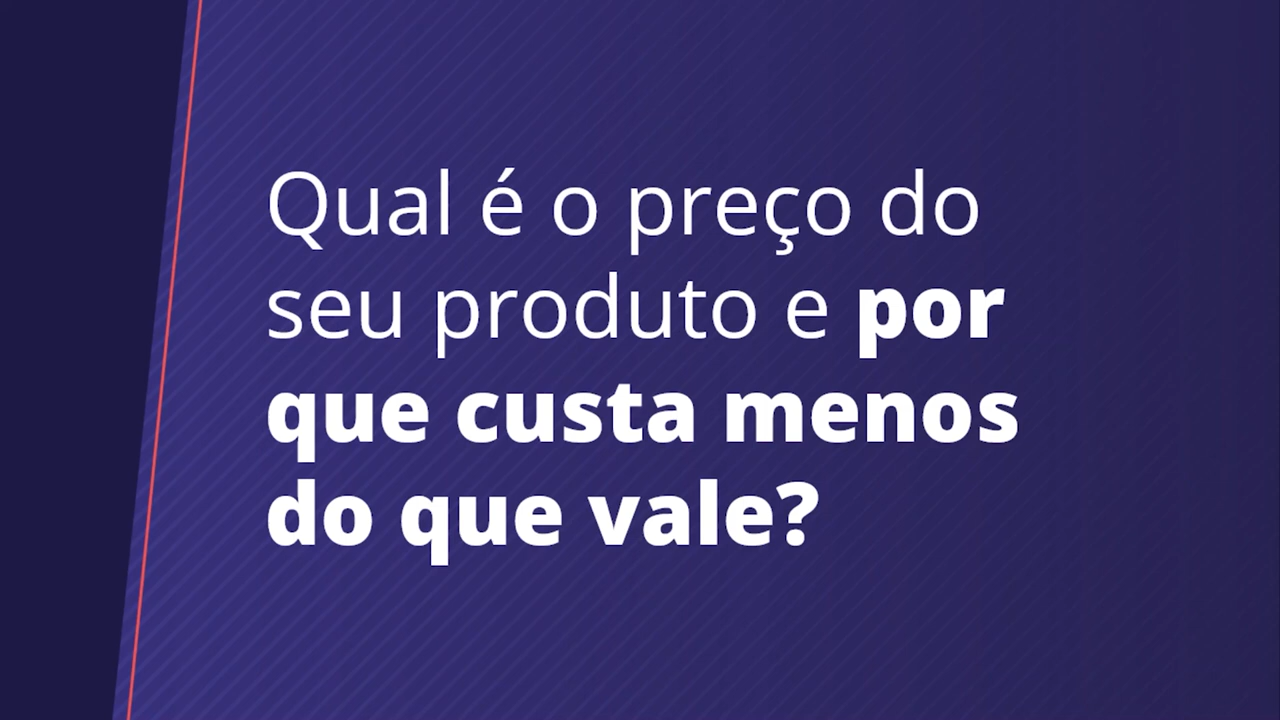 Qual é o preço do
seu produto e por
que custa menos
do que vale?